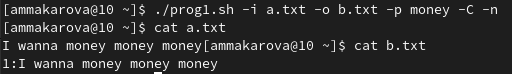 [ammakarova@10 ~]$ ./prog1.sh -i a.txt -o b.txt -p money -C -n
[ammakarova@10 ~]$ cat a.txt
I wanna money money money[ammakarova@10 ~]$ cat b.txt
1:I wanna money money money